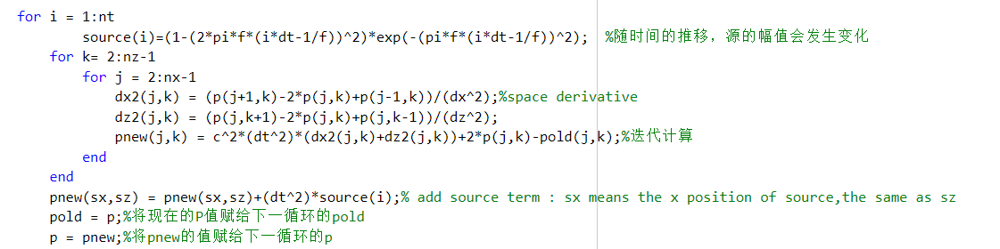 for i = 1:nt
source(i)=(1-(2*pi*f*(i*dt-1/f))^2)*exp(-(pi*f*(i*dt-1/f))^2); %随时间的推移，源的幅值会发生变化
for k= 2:nz-1
for j = 2:nx-1
dx2(j,k) = (p(j+1,k)-2*p(j,k)+p(j-1,k))/(dx^2);%space derivative
dz2(j,k) = (p(j,k+1)-2*p(j,k)+p(j,k-1))/(dz^2);
pnew(j,k) = c^2*(dt^2)*(dx2(j,k)+dz2(j,k))+2*p(j,k)-pold(j,k);%迭代计算
end
end
pnew(sx,sz) = pnew(sx,sz)+(dt^2)*source(i);% add source term : sx means the x position of source,the same as sz
pold = p;%将现在的P值赋给下一循环的pold
p = pnew;%将pnew的值赋给下一循环的p